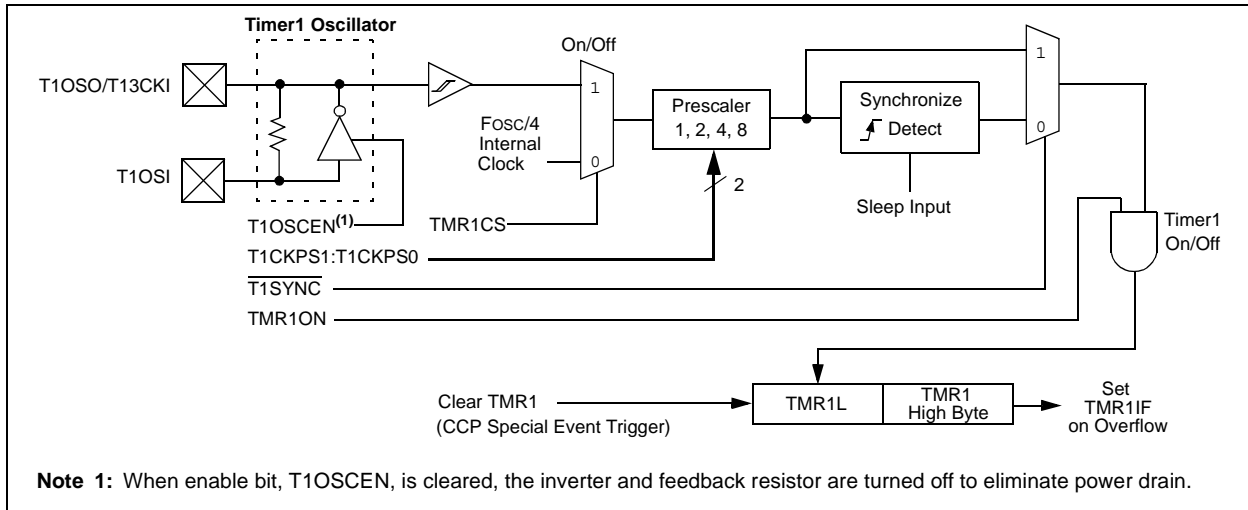 Timer1 Oscillator
On/Off
T1OSO/T13CKI
1
FOSC/4
Internal
Clock
0
Prescaler
1, 2, 4, 8
2
Synchronize
Detect
Sleep Input
1
0
T1OSI
T1OSCEN(1)
TMR1CS
T1CKPS1:T1CKPS0
T1SYNC
TMR1ON
Timer1
On/Off
Clear TMR1
(CCP Special Event Trigger)
TMR1L
TMR1
High Byte
Set
TMR1IF
on Overflow
Note 1: When enable bit, T1OSCEN, is cleared, the inverter and feedback resistor are turned off to eliminate power drain.